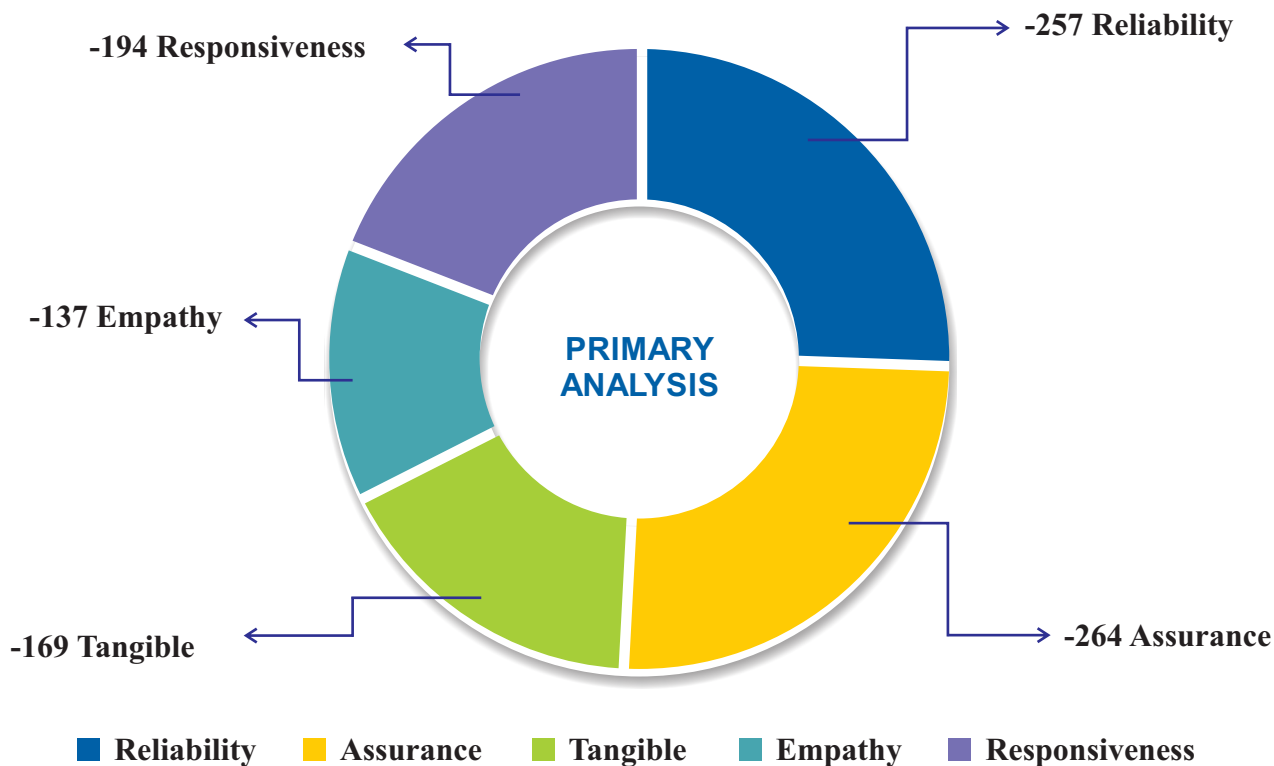 -257 Reliability
-194 Responsiveness
-137 Empathy
PRIMARY
ANALYSIS
-169 Tangible
-264 Assurance
Reliability
Assurance
Tangible
Empathy
Responsiveness